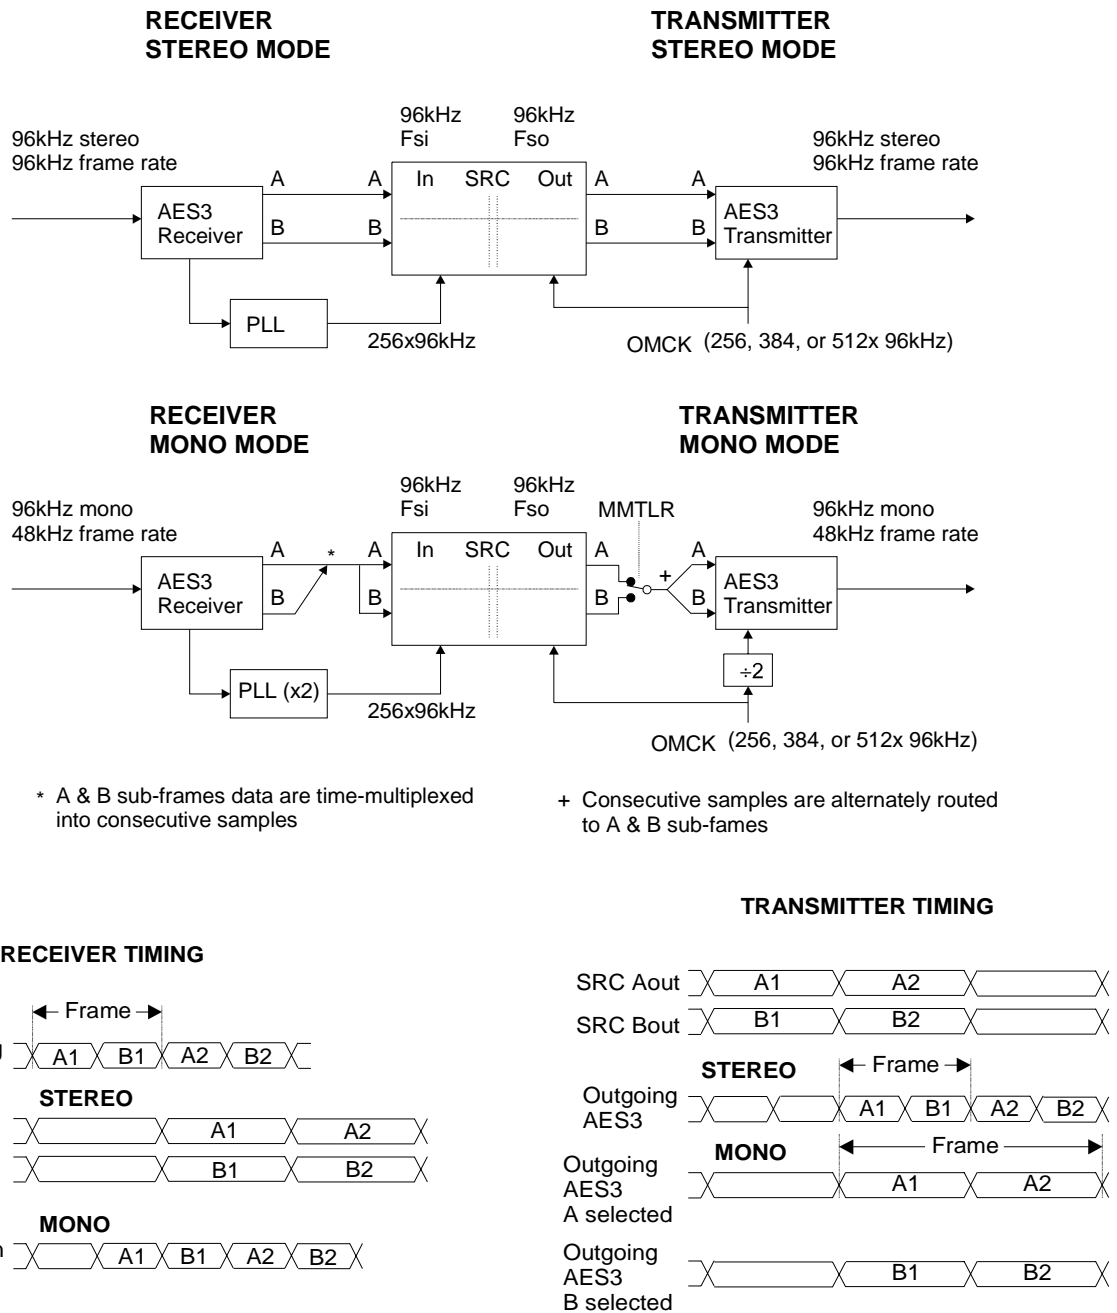 RECEIVER
STEREO MODE
TRANSMITTER
STEREO MODE
96kHz stereo
96kHz frame rate
96kHz
Fsi
96kHz
Fso
96kHz stereo
96kHz frame rate
AES3
Receiver
A A
B B
In SRC Out
A A
B B
AES3
Transmitter
PLL
256x96kHz
OMCK (256, 384, or 512x 96kHz)
RECEIVER
MONO MODE
TRANSMITTER
MONO MODE
96kHz mono
48kHz frame rate
96kHz
Fsi
96kHz
Fso
MMTLR
96kHz mono
48kHz frame rate
AES3
Receiver
A * A
B B
In SRC Out
A + A
B B
AES3
Transmitter
÷2
PLL (x2)
256x96kHz
OMCK (256, 384, or 512x 96kHz)
* A & B sub-frames data are time-multiplexed
into consecutive samples
+ Consecutive samples are alternately routed
to A & B sub-fames
RECEIVER TIMING
Frame
A1 B1 A2 B2
STEREO
A1 A2
B1 B2
MONO
A1 B1 A2 B2
TRANSMITTER TIMING
SRC Aout A1 A2
SRC Bout B1 B2
STEREO
Frame
Outgoing
AES3
A1 B1 A2 B2
MONO
Frame
Outgoing
AES3
A selected
A1 A2
Outgoing
AES3
B selected
B1 B2